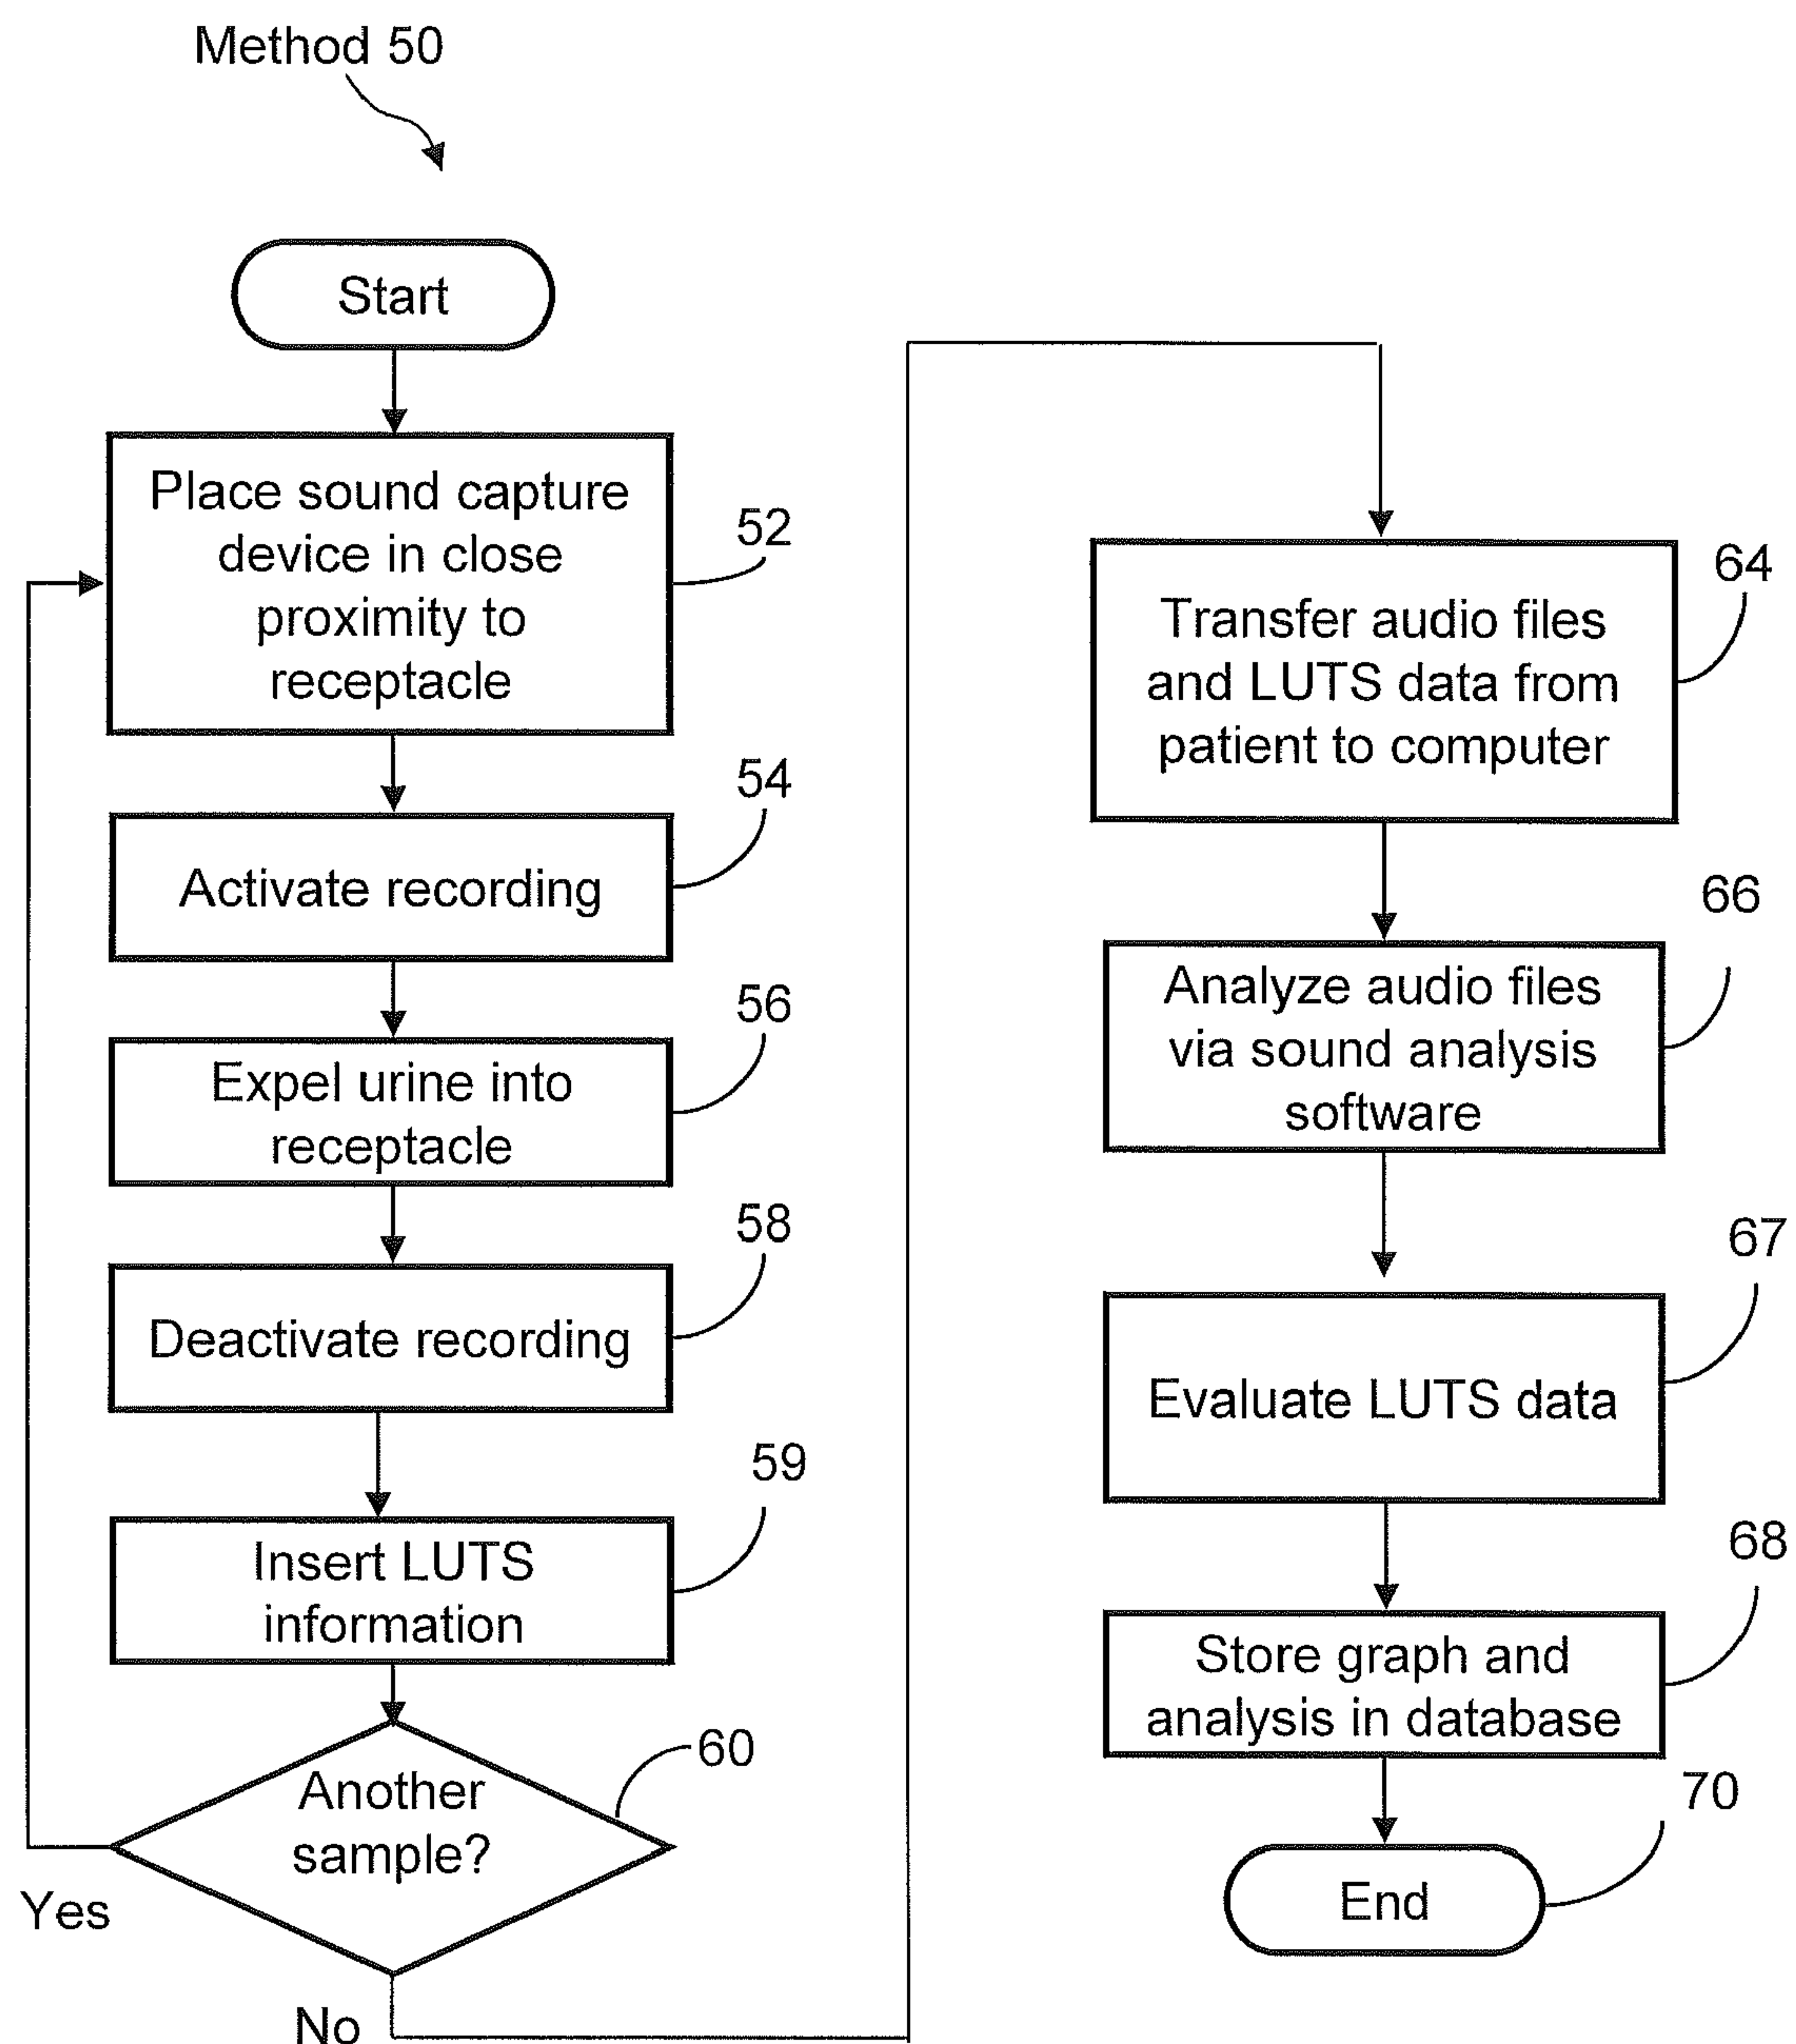 Method 50
Start
Place sound capture
device in close
proximity to
receptacle
52
Activate recording
54
Expel urine into
receptacle
56
Deactivate recording
58
Insert LUTS
information
59
Another
sample?
60
Yes
No
Transfer audio files
and LUTS data from
patient to computer
64
Analyze audio files
via sound analysis
software
66
Evaluate LUTS data
67
Store graph and
analysis in database
68
End
70